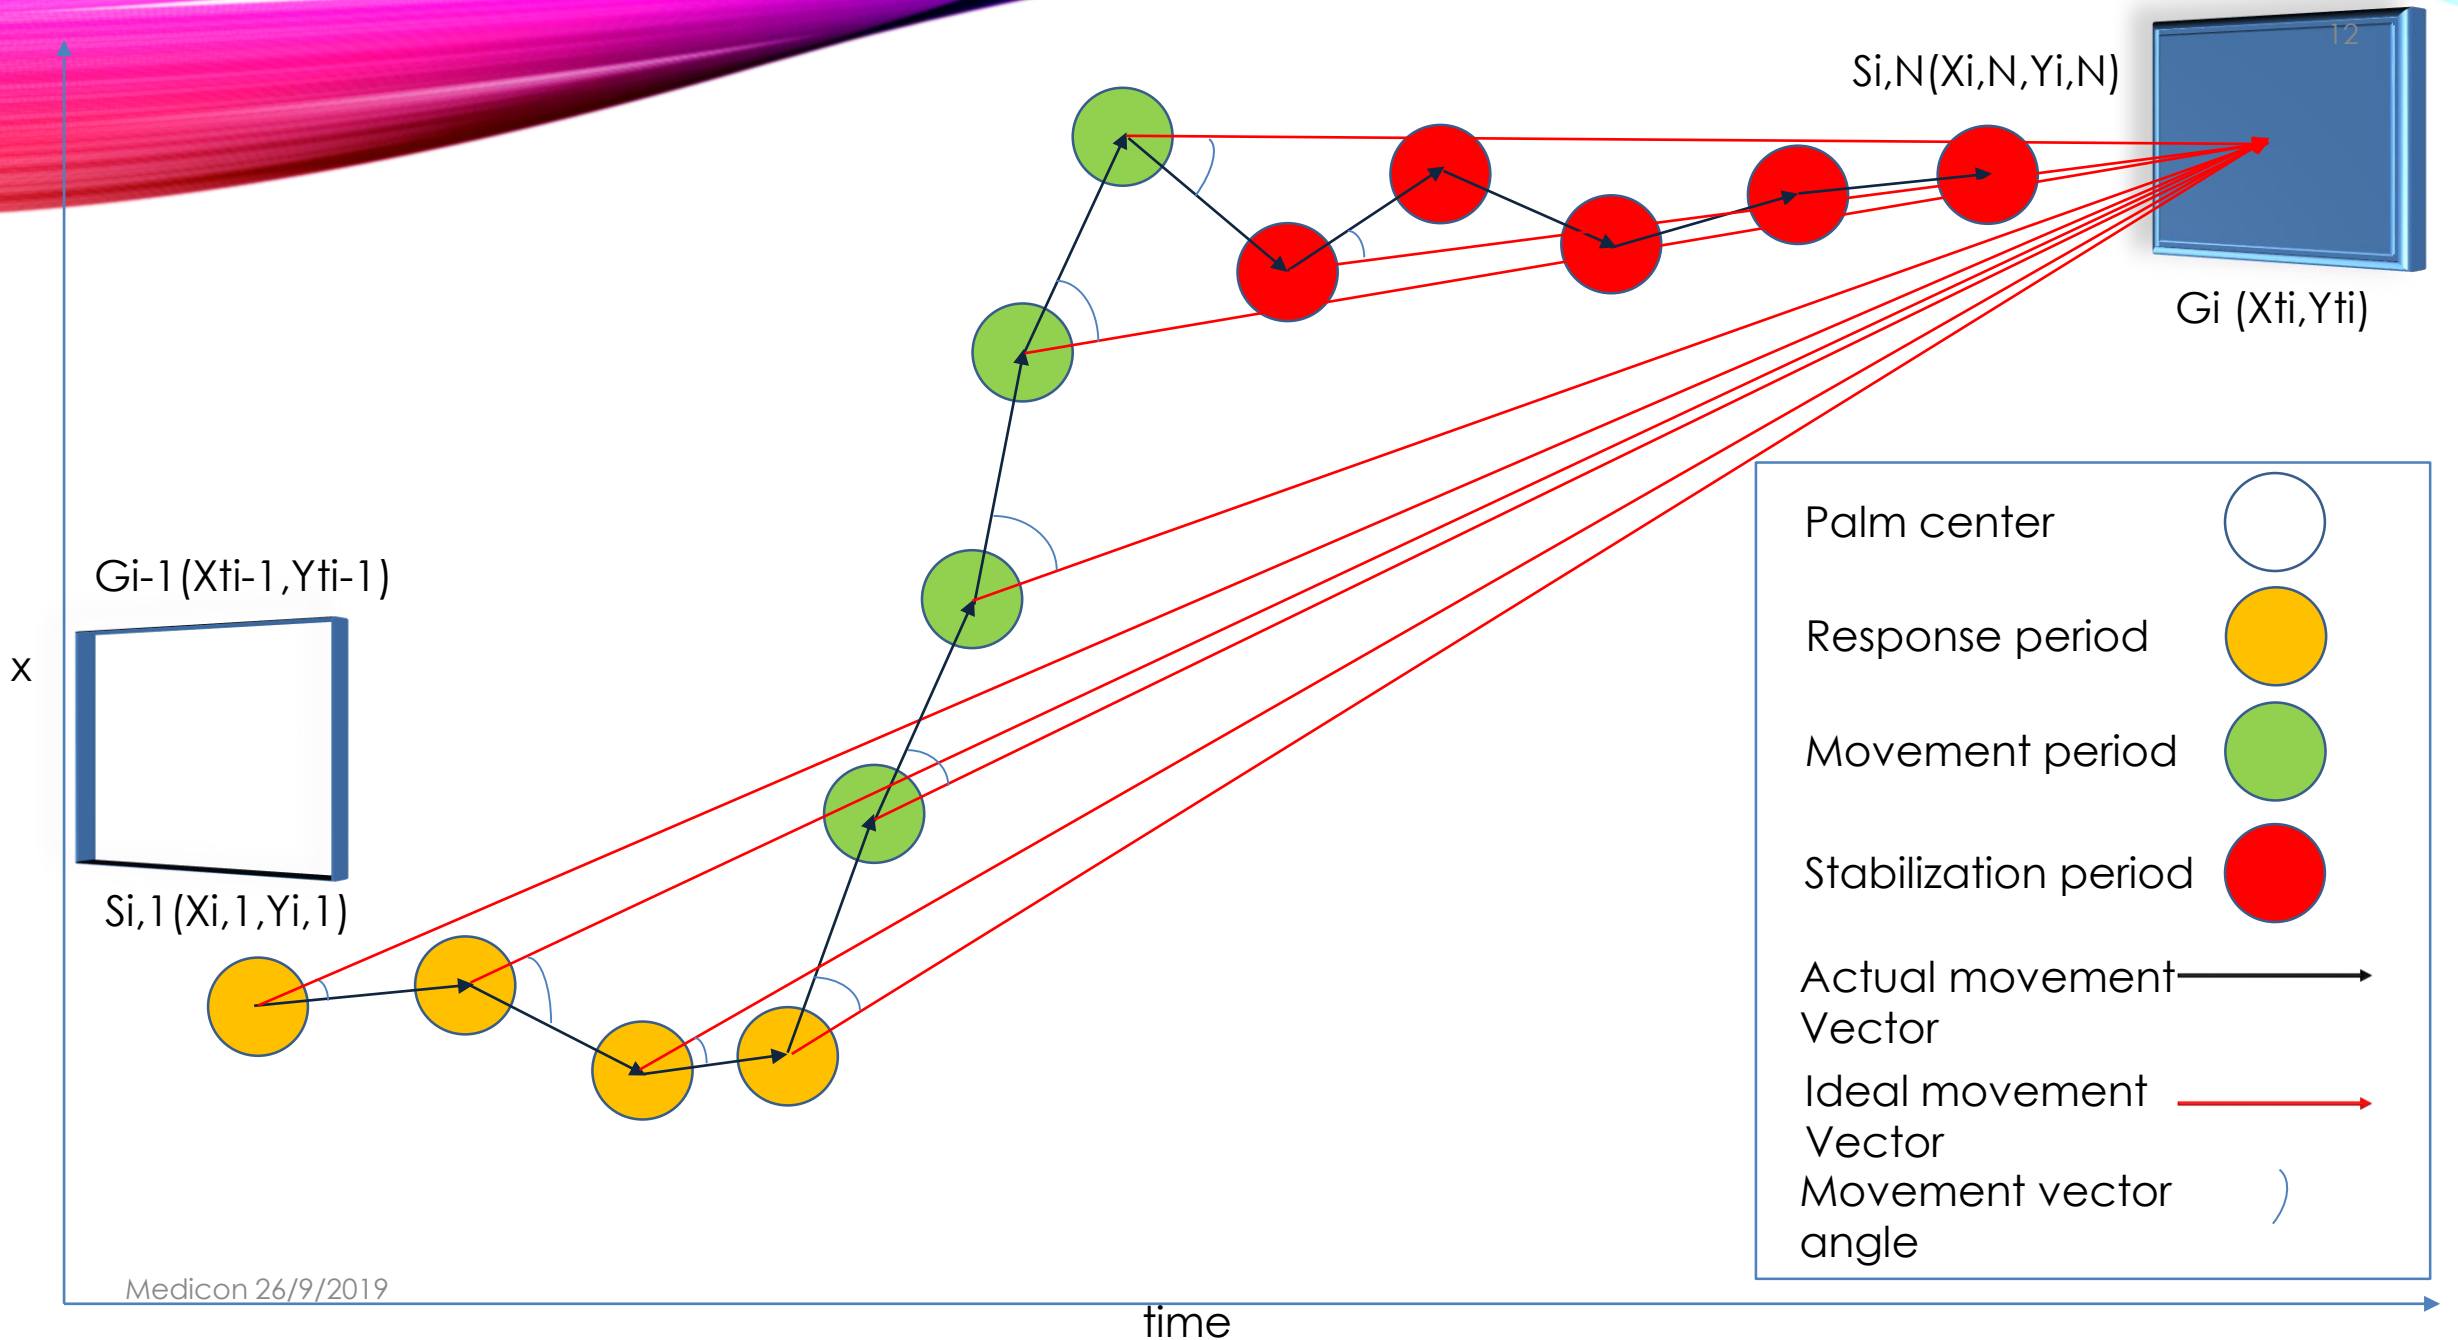 12
Si,N(Xi,N,Yi,N)
Gi (Xti,Yti)
Gi-1(Xti-1,Yti-1)
x
Si,1(Xi,1,Yi,1)
Palm center
Response period
Movement period
Stabilization period
Actual movement
Vector
Ideal movement
Vector
Movement vector
angle
Medicon 26/9/2019
time